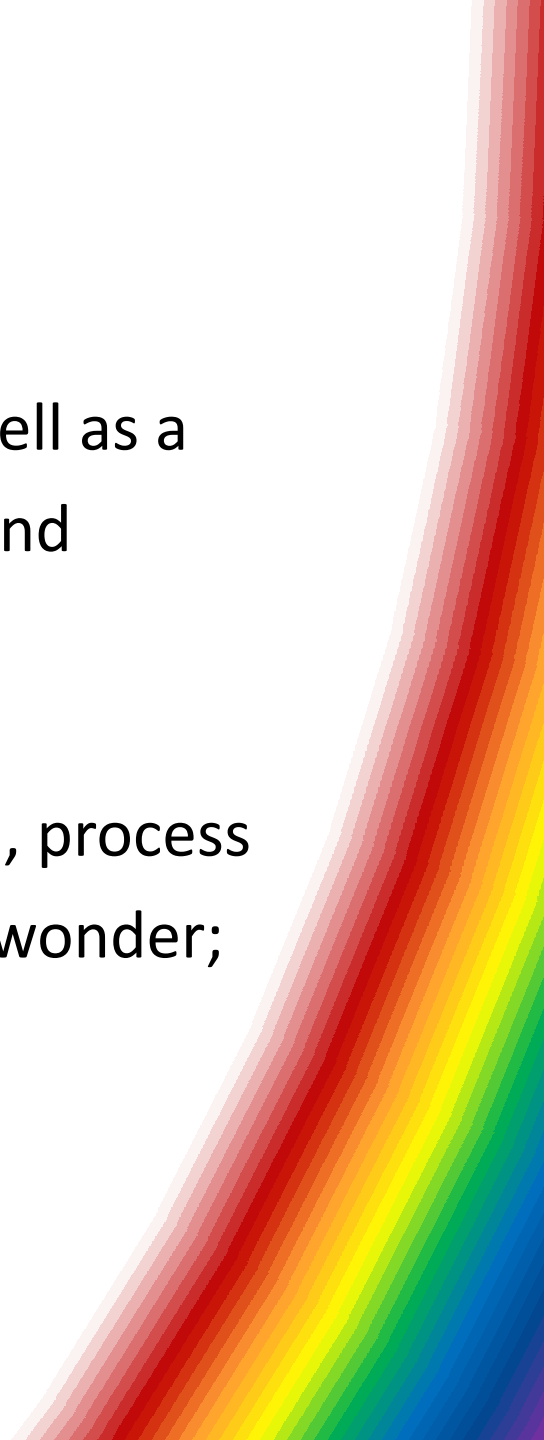 ell as a
nd
, process
wonder;